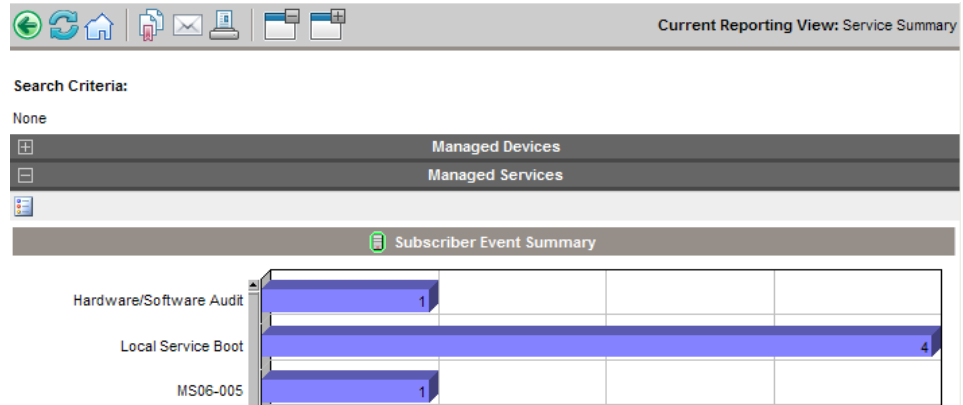 Current Reporting View: Service Summary
Search Criteria:
None
Managed Devices
Managed Services
Subscriber Event Summary
Hardware/Software Audit 1
Local Service Boot 4
MS06-005 1